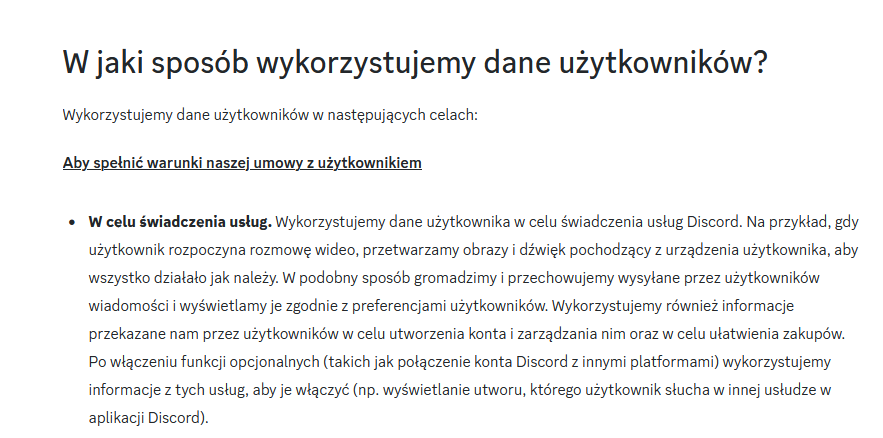 W jaki sposób wykorzystujemy dane użytkowników?
Wykorzystujemy dane użytkowników w następujących celach:
Aby spełnić warunki naszej umowy z użytkownikiem
• W celu świadczenia usług. Wykorzystujemy dane użytkownika w celu świadczenia usług Discord. Na przykład, gdy
użytkownik rozpoczyna rozmowę wideo, przetwarzamy obrazy i dźwięk pochodzący z urządzenia użytkownika, aby
wszystko działało jak należy. W podobny sposób gromadzimy i przechowujemy wysyłane przez użytkowników
wiadomości i wyświetlamy je zgodnie z preferencjami użytkowników. Wykorzystujemy również informacje
przekazane nam przez użytkowników w celu utworzenia konta i zarządzania nim oraz w celu ułatwienia zakupów.
Po włączeniu funkcji opcjonalnych (takich jak połączenie konta Discord z innymi platformami) wykorzystujemy
informacje z tych usług, aby je włączyć (np. wyświetlanie utworu, którego użytkownik słucha w innej usłudze w
aplikacji Discord).